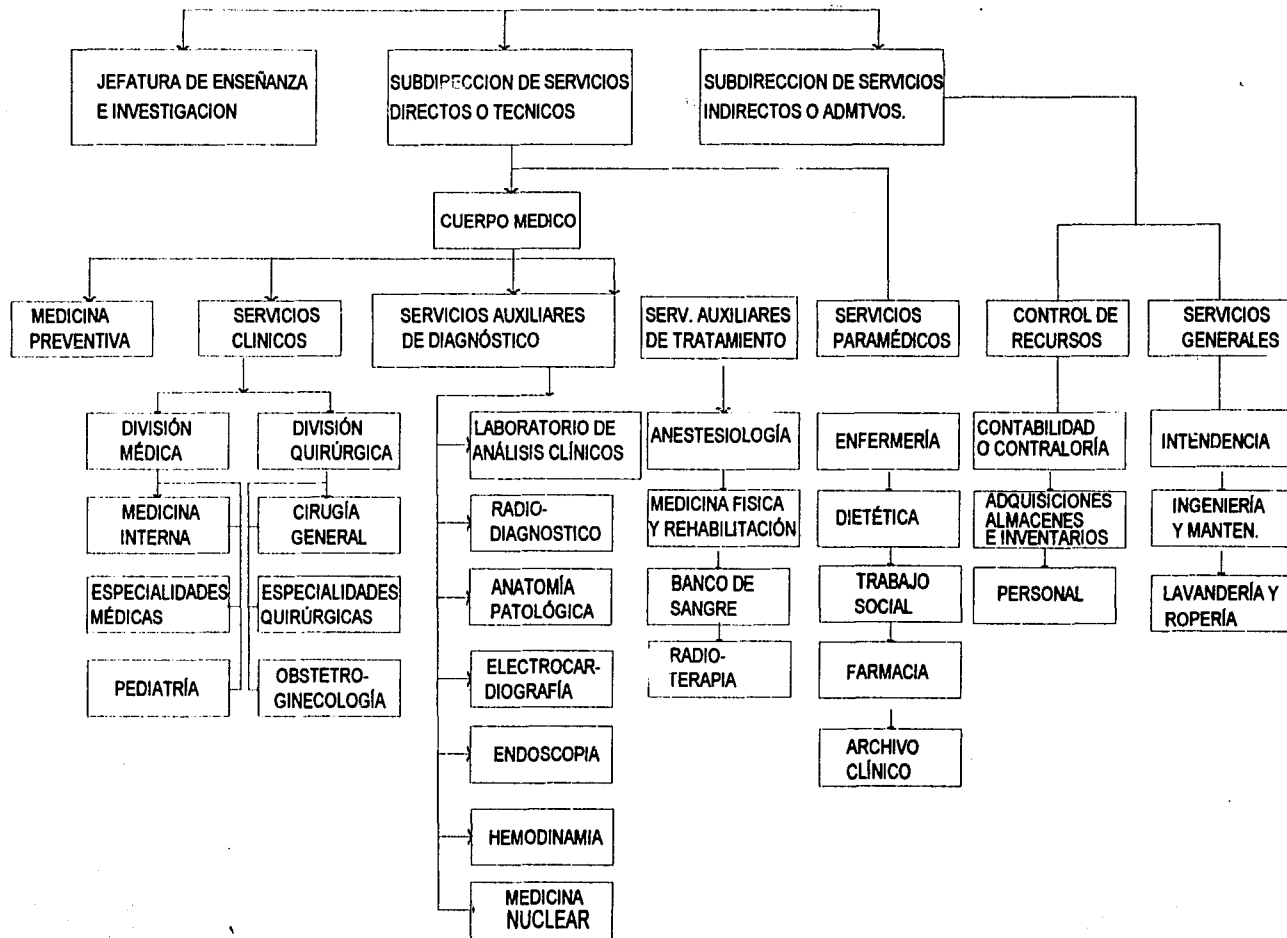 JEFATURA DE ENSEÑANZA
E INVESTIGACION
SUBDIPECCION DE SERVICIOS
DIRECTOS O TECNICOS
SUBDIRECCION DE SERVICIOS
INDIRECTOS O ADMTVOS.
CUERPO MEDICO
MEDICINA
PREVENTIVA
SERVICIOS
CLINICOS
SERVICIOS AUXILIARES
DE DIAGNÓSTICO
SERV. AUXILIARES
DE TRATAMIENTO
SERVICIOS
PARAMÉDICOS
CONTROL DE
RECURSOS
SERVICIOS
GENERALES
DIVISIÓN
MÉDICA
DIVISIÓN
QUIRÚRGICA
MEDICINA
INTERNA
CIRUGÍA
GENERAL
ESPECIALIDADES
MÉDICAS
ESPECIALIDADES
QUIRÚRGICAS
PEDIATRÍA
OBSTETRO-
GINECOLOGÍA
LABORATORIO DE
ANÁLISIS CLÍNICOS
RADIO-
DIAGNOSTICO
ANATOMÍA
PATOLÓGICA
ELECTROCAR-
DIOGRAFÍA
ENDOSCOPIA
HEMODINAMIA
MEDICINA
NUCLEAR
ANESTESIOLOGÍA
MEDICINA FISICA
Y REHABILITACIÓN
BANCO DE
SANGRE
RADIO-
TERAPIA
ENFERMERÍA
DIETÉTICA
TRABAJO
SOCIAL
FARMACIA
ARCHIVO
CLÍNICO
CONTABILIDAD
O CONTRALORÍA
ADQUISICIONES
ALMACENES
E INVENTARIOS
PERSONAL
INTENDENCIA
INGENIERÍA
Y MANTEN.
LAVANDERÍA Y
ROPERÍA